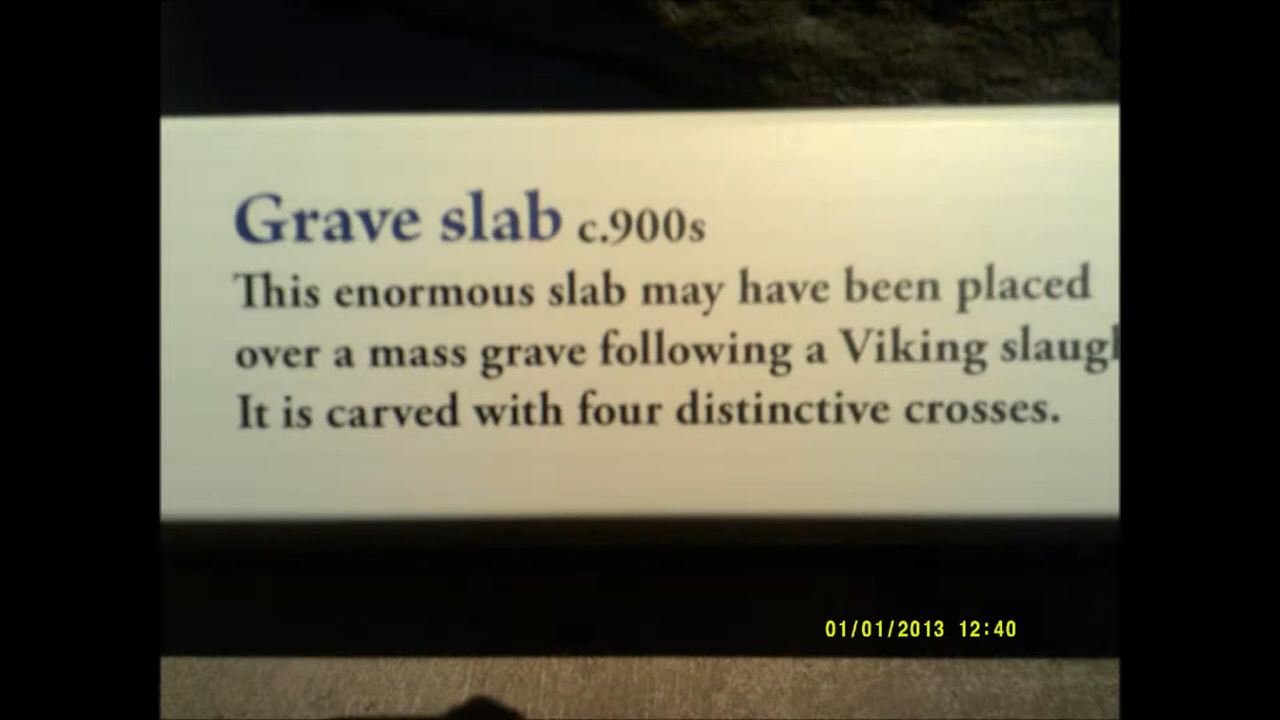 Grave slab c.900s
This enormous slab may have been placed
over a mass grave following a Viking
It is carved with four distinctive crosses.
01/01/2013 12:40